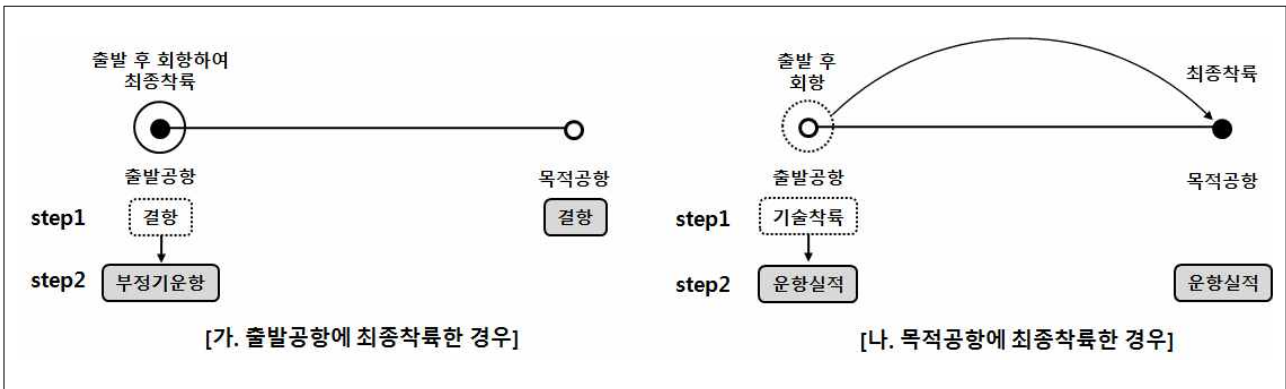 출발 후 회항하여
최종착륙
출발공항
목적공항
step1
결항
결항
step2
부정기운항
[가. 출발공항에 최종착륙한 경우]
출발 후
회항
최종착륙
출발공항
목적공항
step1
기술착륙
step2
운항실적
운항실적
[나. 목적공항에 최종착륙한 경우]